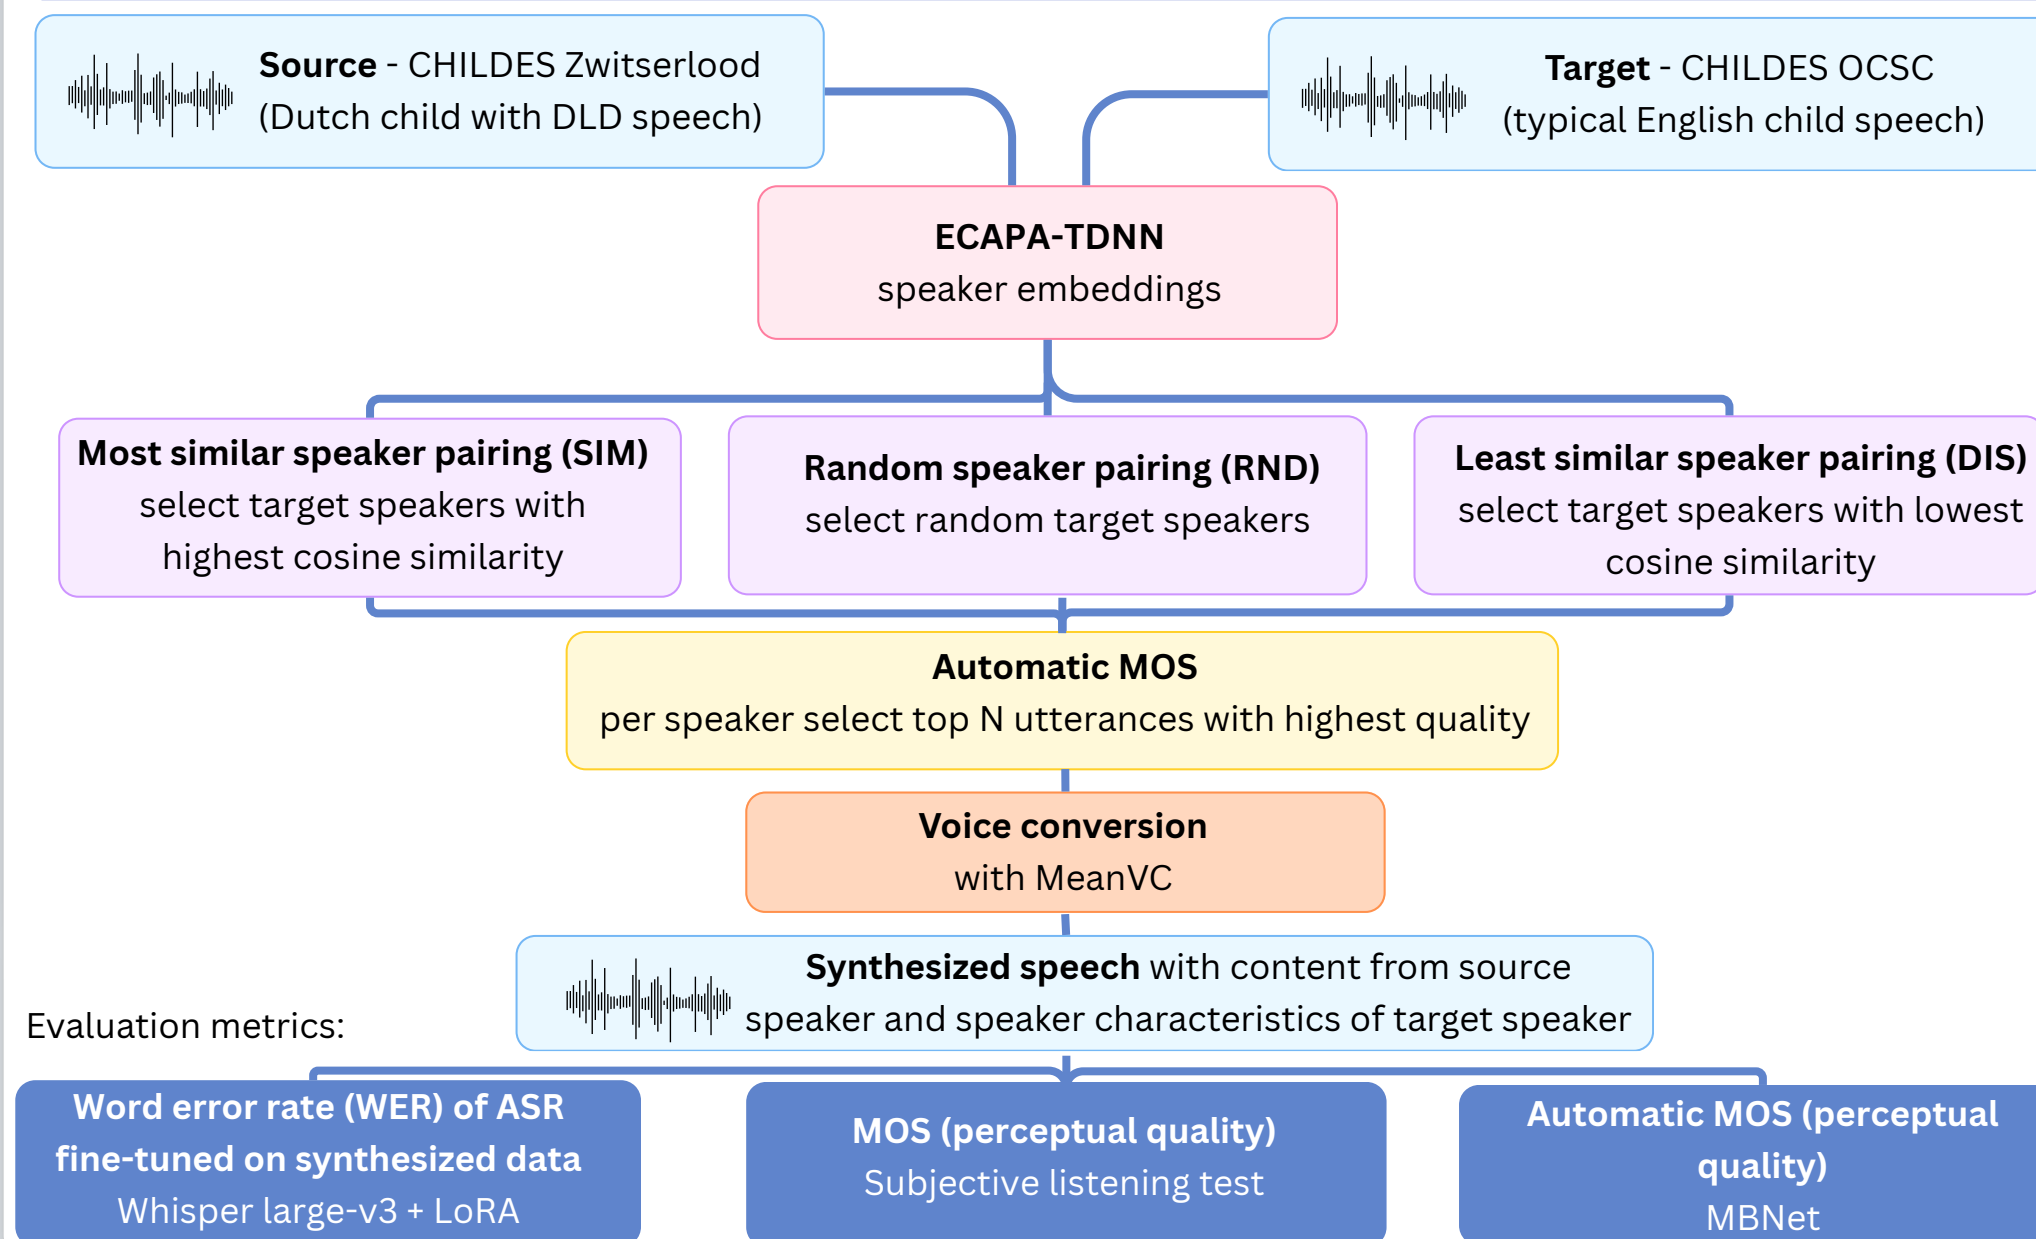 Source - CHILDES Zwitserlood
(Dutch child with DLD speech)
Target - CHILDES OCSC
(typical English child speech)
ECAPA-TDNN
speaker embeddings
Most similar speaker pairing (SIM)
select target speakers with
highest cosine similarity
Random speaker pairing (RND)
select random target speakers
Least similar speaker pairing (DIS)
select target speakers with lowest
cosine similarity
Automatic MOS
per speaker select top N utterances with highest quality
Voice conversion
with MeanVC
Synthesized speech with content from source
speaker and speaker characteristics of target speaker
Evaluation metrics:
Word error rate (WER) of ASR
fine-tuned on synthesized data
Whisper large-v3 + LoRA
MOS (perceptual quality)
Subjective listening test
Automatic MOS (perceptual
quality)
MBNet